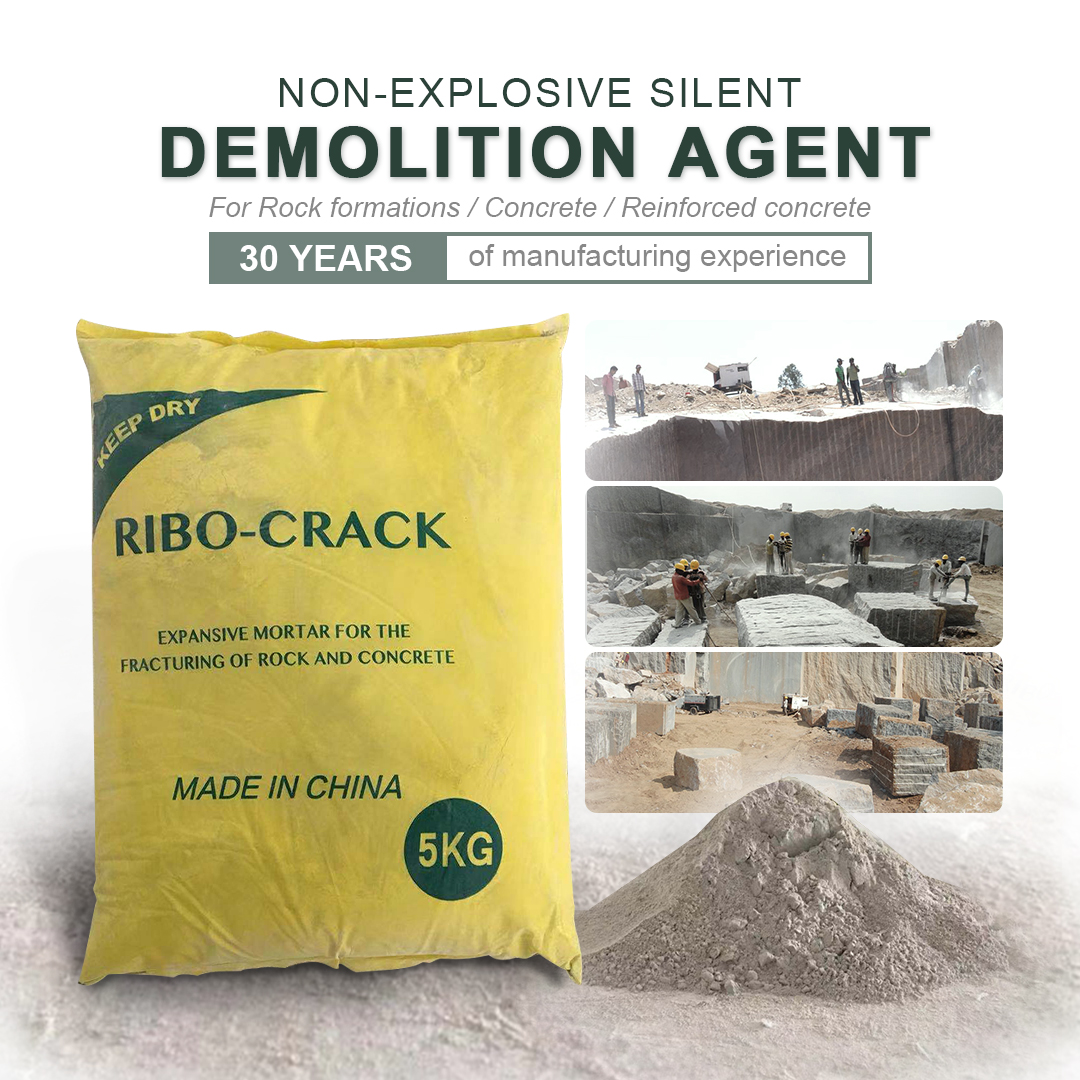 NON-EXPLOSIVE SILENT
DEMOLITION AGENT
For Rock formations / Concrete / Reinforced concrete
30 YEARS of manufacturing experience
KEEP DRY
RIBO-CRACK
EXPANSIVE MORTAR FOR THE
FRACTURING OF ROCK AND CONCRETE
MADE IN CHINA
5KG